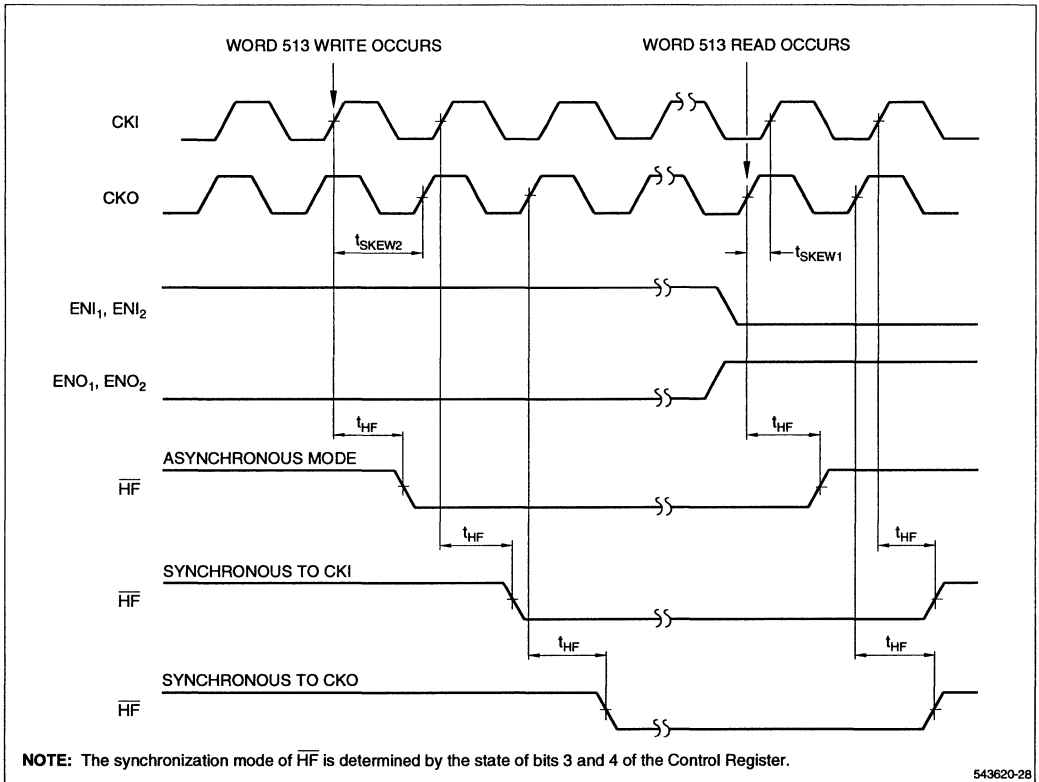 WORD 513 WRITE OCCURS
WORD 513 READ OCCURS
CKI
CKO
tSKEW2
tSKEW1
ENI1, ENI2
ENO1, ENO2
tHF
tHF
ASYNCHRONOUS MODE
HF
tHF
tHF
SYNCHRONOUS TO CKI
HF
tHF
tHF
SYNCHRONOUS TO CKO
HF
NOTE: The synchronization mode of HF is determined by the state of bits 3 and 4 of the Control Register.
543620-28